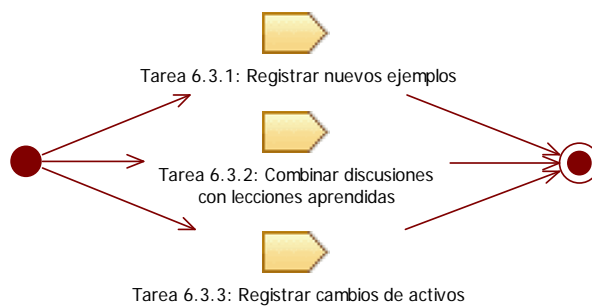 Tarea 6.3.1: Registrar nuevos ejemplos
Tarea 6.3.2: Combinar discusiones
con lecciones aprendidas
Tarea 6.3.3: Registrar cambios de activos